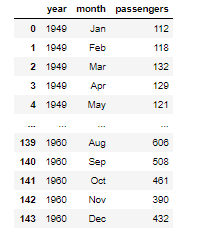 year month passengers
0 1949 Jan 112
1 1949 Feb 118
2 1949 Mar 132
3 1949 Apr 129
4 1949 May 121
... ... ... ...
139 1960 Aug 606
140 1960 Sep 508
141 1960 Oct 461
142 1960 Nov 390
143 1960 Dec 432